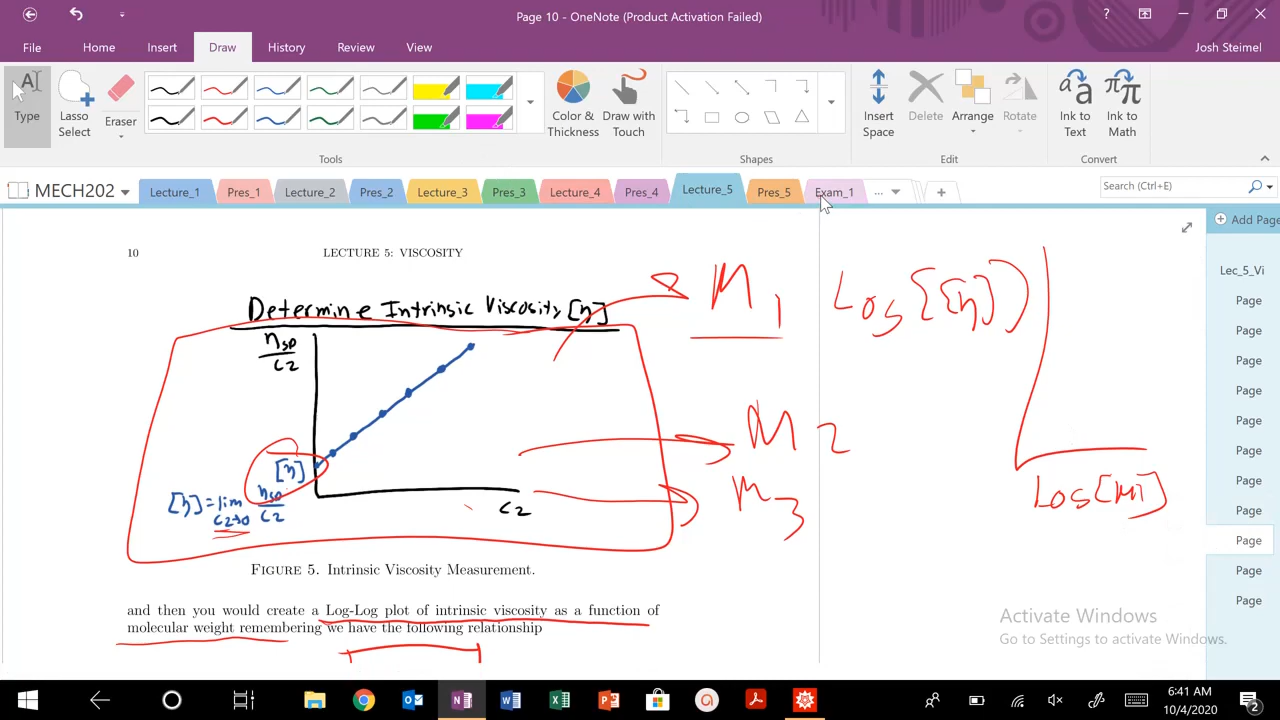 Page 10 - OneNote (Product Activation Failed)
File Home Insert Draw History Review View Josh Steimel
Type Lasso Select Eraser Color & Thickness Draw with Touch Insert Space Delete Arrange Rotate Ink to Text Ink to Math
Tools Shapes Edit Convert
MECH202 Lecture_1 Pres_1 Lecture_2 Pres_2 Lecture_3 Pres_3 Lecture_4 Pres_4 Lecture_5 Pres_5 Exam_1 ... Search (Ctrl+E)
Add Page
Lec_5_Vi
Page
Page
Page
Page
Page
Page
Page
Page
Page
Page
Page
10 LECTURE 5: VISCOSITY
Determine Intrinsic Viscosity [η]
ηsp
C2
[η]
[η] = lim ηsp
C2→0 C2
C2
M1
M2
M3
Log{[η]}
Log[M]
FIGURE 5. Intrinsic Viscosity Measurement.
and then you would create a Log-Log plot of intrinsic viscosity as a function of
molecular weight remembering we have the following relationship
Activate Windows
Go to Settings to activate Windows.
6:41 AM
10/4/2020
2